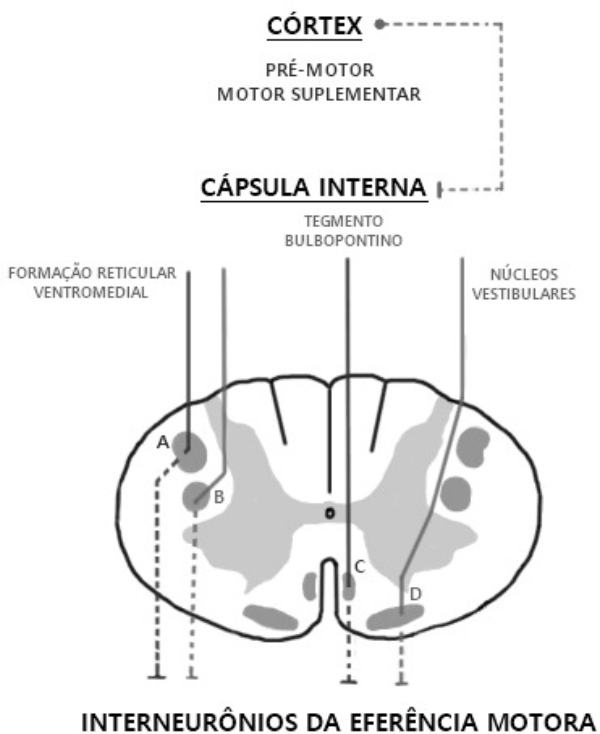 CÓRTEX
PRÉ-MOTOR
MOTOR SUPLEMENTAR
CÁPSULA INTERNA
TEGMENTO
BULBOPONTINO
FORMAÇÃO RETICULAR
VENTROMEDIAL
NÚCLEOS
VESTIBULARES
A
B
C
D
INTERNEURÔNIOS DA EFERÊNCIA MOTORA